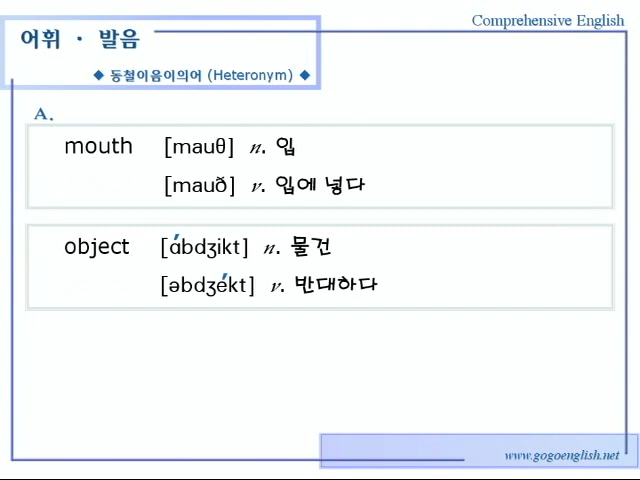 Comprehensive English
어휘 · 발음
◆ 동철이음이의어 (Heteronym) ◆
A.
mouth [mauθ] n. 입
[mauð] v. 입에 넣다
object [ɑ́bdʒikt] n. 물건
[əbdʒékt] v. 반대하다
www.gogoenglish.net